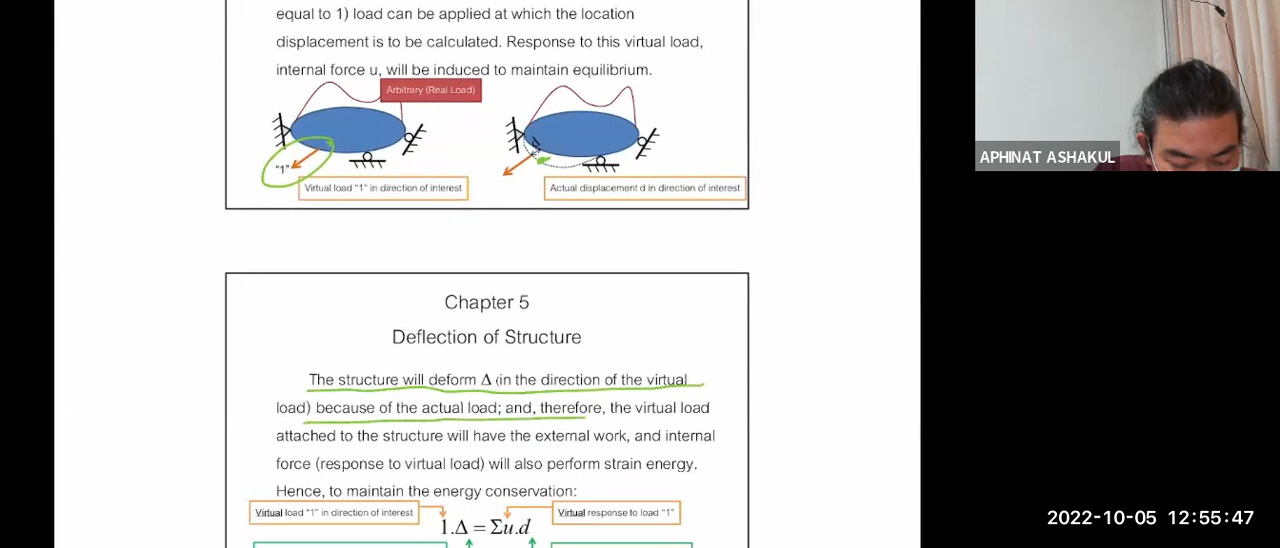 equal to 1) load can be applied at which the location
displacement is to be calculated. Response to this virtual load,
internal force u, will be induced to maintain equilibrium.
Arbitrary (Real Load)
APHINAT ASHAKUL
"1"
d
Virtual load "1" in direction of interest
Actual displacement d in direction of interest
Chapter 5
Deflection of Structure
The structure will deform Δ (in the direction of the virtual
load) because of the actual load; and, therefore, the virtual load
attached to the structure will have the external work, and internal
force (response to virtual load) will also perform strain energy.
Hence, to maintain the energy conservation:
Virtual load "1" in direction of interest
Virtual response to load "1"
1.Δ = Σu.d
2022-10-05 12:55:47